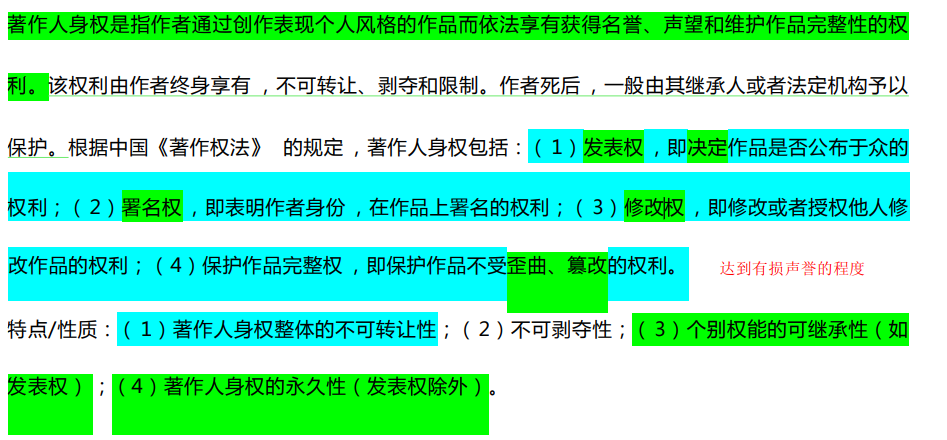 著作人身权是指作者通过创作表现个人风格的作品而依法享有获得名誉、声望和维护作品完整性的权
利。该权利由作者终身享有，不可转让、剥夺和限制。作者死后，一般由其继承人或者法定机构予以
保护。根据中国《著作权法》 的规定，著作人身权包括：（1）发表权，即决定作品是否公布于众的
权利；（2）署名权，即表明作者身份，在作品上署名的权利；（3）修改权，即修改或者授权他人修
改作品的权利；（4）保护作品完整权，即保护作品不受歪曲、篡改的权利。 达到有损声誉的程度
特点/性质：（1）著作人身权整体的不可转让性；（2）不可剥夺性；（3）个别权能的可继承性（如
发表权）；（4）著作人身权的永久性（发表权除外）。